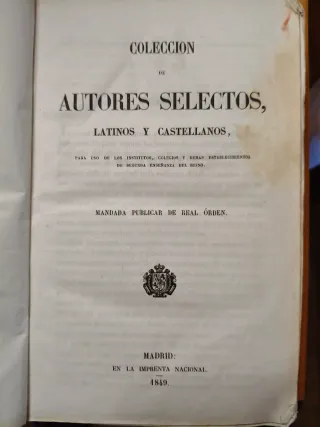 COLECCION
DE
AUTORES SELECTOS,
LATINOS Y CASTELLANOS,
PARA USO DE LOS INSTITUTOS, COLEGIOS Y DEMAS ESTABLECIMIENTOS
DE SEGUNDA ENSEÑANZA DEL REINO.
MANDADA PUBLICAR DE REAL ÓRDEN.
MADRID:
EN LA IMPRENTA NACIONAL.
1849.